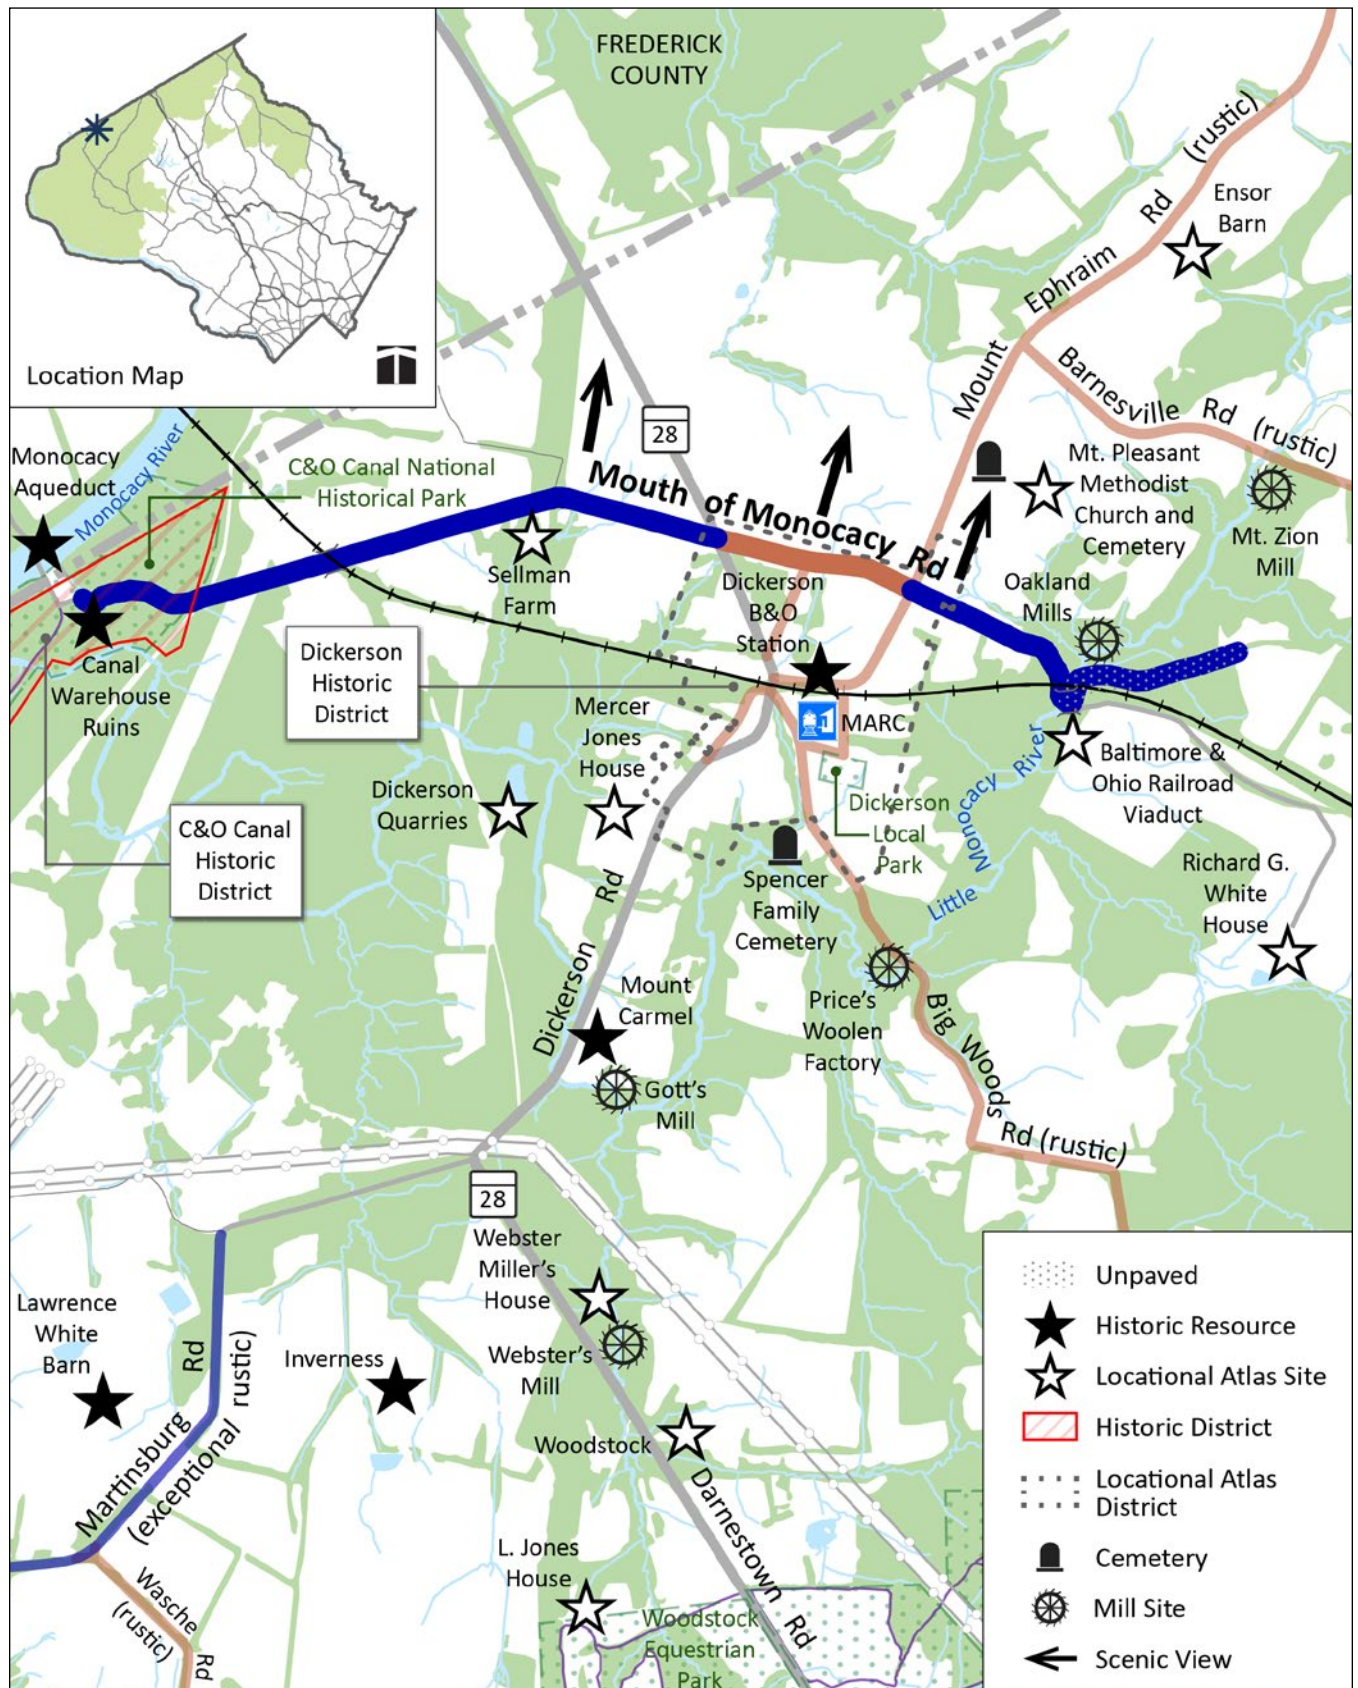 Location Map
FREDERICK
COUNTY
Mount Ephraim Rd (rustic)
Ensor
Barn
Barnesville Rd (rustic)
28
Monocacy
Aqueduct
Monocacy River
C&O Canal National
Historical Park
Mouth of Monocacy Rd
Mt. Pleasant
Methodist
Church and
Cemetery
Mt. Zion
Mill
Sellman
Farm
Dickerson
B&O
Station
Oakland
Mills
Canal
Warehouse
Ruins
Dickerson
Historic
District
Mercer
Jones
House
MARC
Baltimore &
Ohio Railroad
Viaduct
Dickerson
Quarries
Dickerson
Local
Park
Little Monocacy River
C&O Canal
Historic
District
Richard G.
White
House
Spencer
Family
Cemetery
Dickerson Rd
Mount
Carmel
Price's
Woolen
Factory
Big Woods Rd (rustic)
Gott's
Mill
28
Webster
Miller's
House
Lawrence
White
Barn
Martinsburg Rd
(exceptional rustic)
Inverness
Webster's
Mill
Woodstock
Darnestown Rd
L. Jones
House
Wasche Rd
(rustic)
Woodstock
Equestrian
Park
Unpaved
Historic Resource
Locational Atlas Site
Historic District
Locational Atlas
District
Cemetery
Mill Site
Scenic View